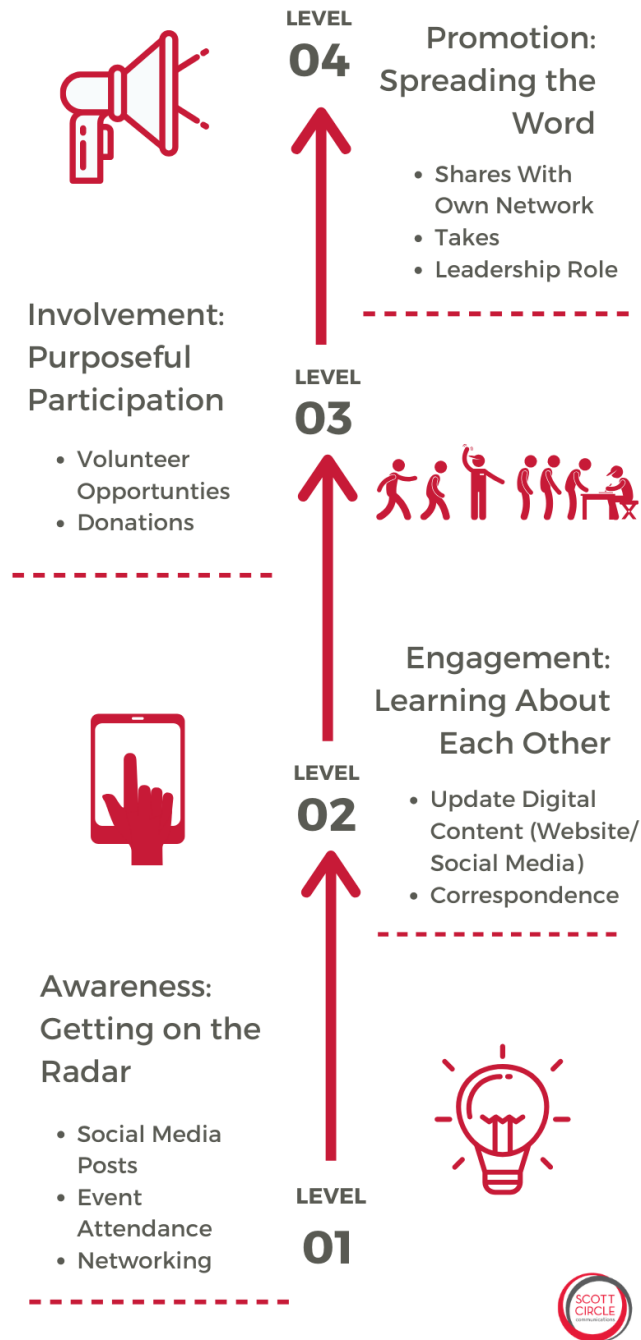 LEVEL
04
Promotion:
Spreading the
Word
• Shares With
Own Network
• Takes
• Leadership Role
Involvement:
Purposeful
Participation
• Volunteer
Opportunties
• Donations
LEVEL
03
Engagement:
Learning About
Each Other
• Update Digital
Content (Website/
Social Media)
• Correspondence
LEVEL
02
Awareness:
Getting on the
Radar
• Social Media
Posts
• Event
Attendance
• Networking
LEVEL
01
SCOTT
CIRCLE
communications